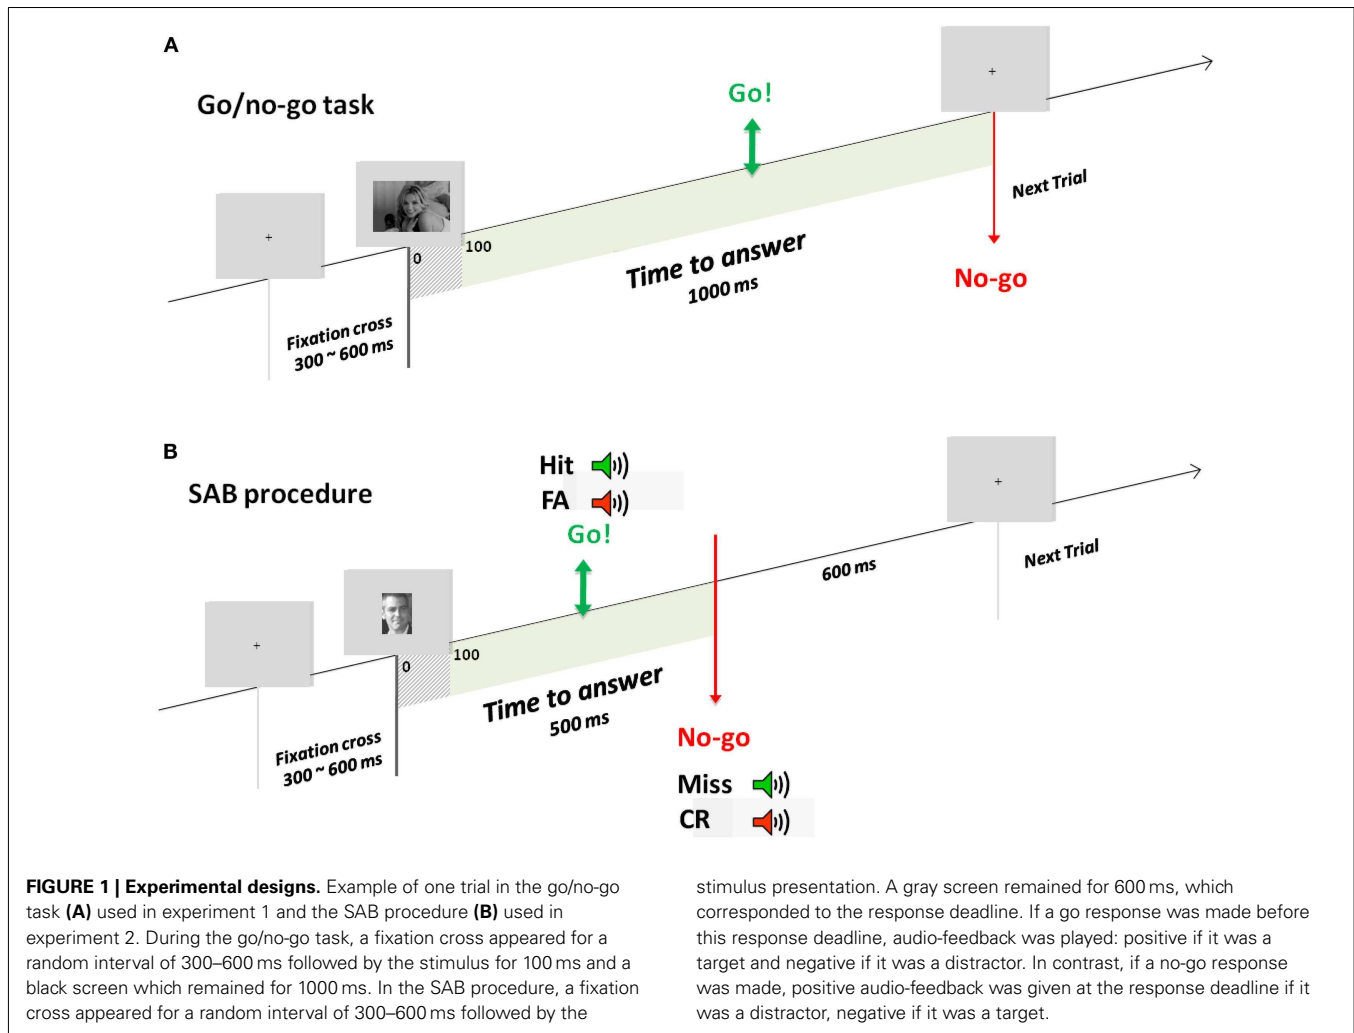 A
Go/no-go task
Go!
+
+
0
100
Time to answer
1000 ms
Next Trial
No-go
Fixation cross
300 ~ 600 ms
B
SAB procedure
Hit
FA
Go!
+
+
0
100
Time to answer
500 ms
600 ms
Next Trial
Fixation cross
300 ~ 600 ms
No-go
Miss
CR
FIGURE 1 | Experimental designs. Example of one trial in the go/no-go
task (A) used in experiment 1 and the SAB procedure (B) used in
experiment 2. During the go/no-go task, a fixation cross appeared for a
random interval of 300–600 ms followed by the stimulus for 100 ms and a
black screen which remained for 1000 ms. In the SAB procedure, a fixation
cross appeared for a random interval of 300–600 ms followed by the
stimulus presentation. A gray screen remained for 600 ms, which
corresponded to the response deadline. If a go response was made before
this response deadline, audio-feedback was played: positive if it was a
target and negative if it was a distractor. In contrast, if a no-go response
was made, positive audio-feedback was given at the response deadline if it
was a distractor, negative if it was a target.